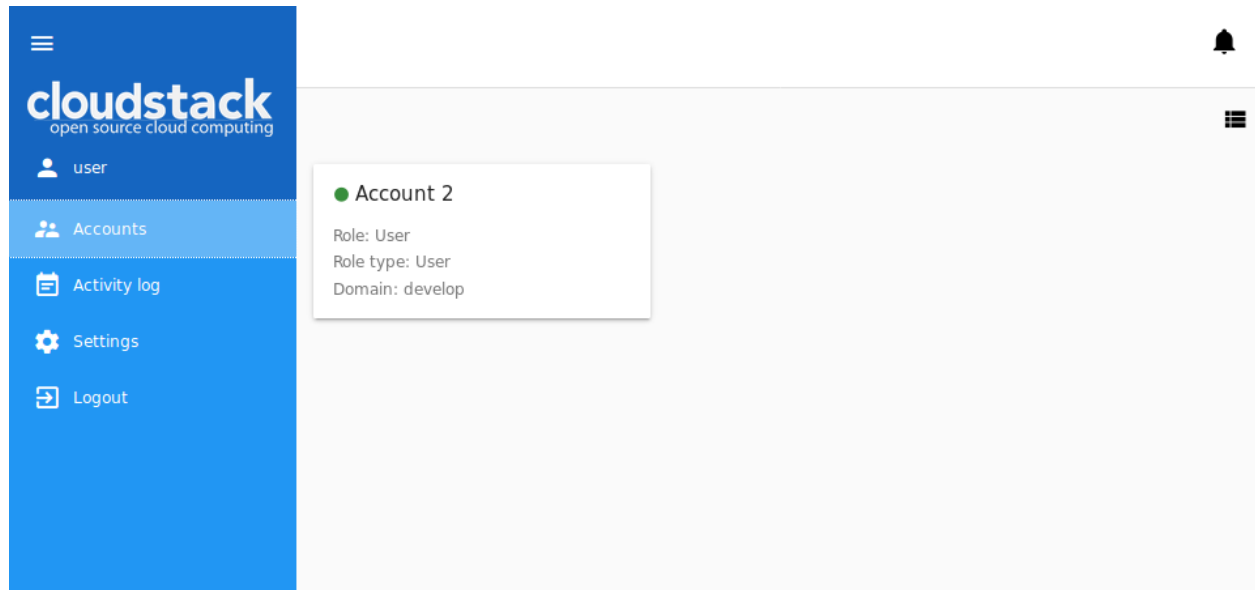 cloudstack
open source cloud computing
user
Accounts
Activity log
Settings
Logout
Account 2
Role: User
Role type: User
Domain: develop